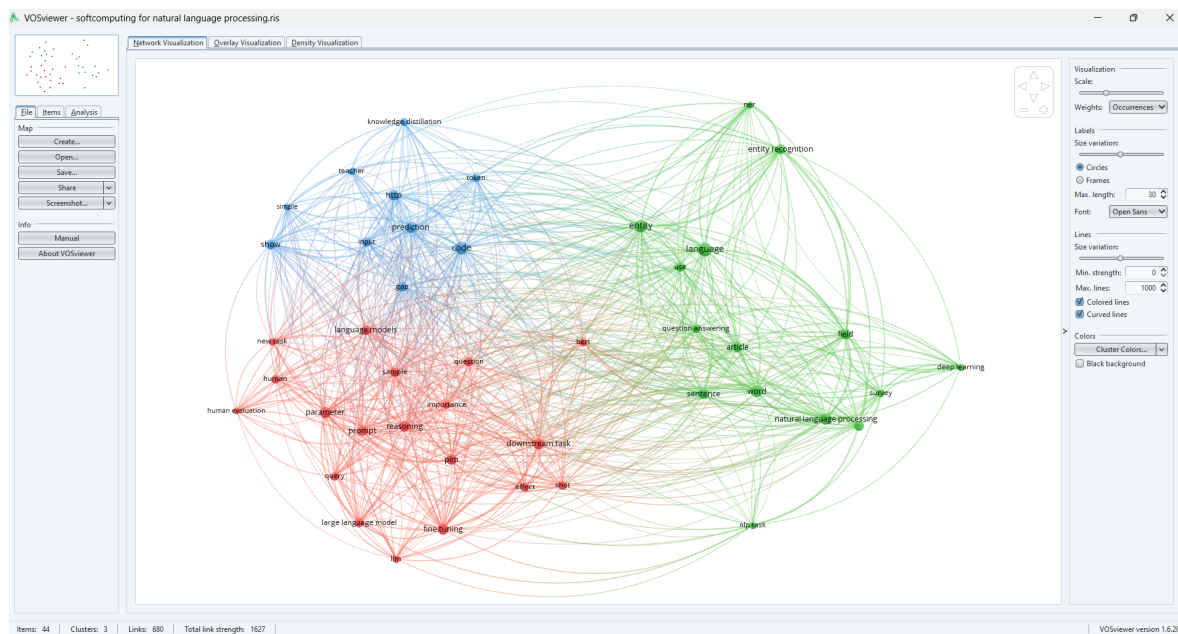 VOSviewer - softcomputing for natural language processing.ris
File Items Analysis
Map
Create...
Open...
Save...
Share
Screenshot...
Info
Manual
About VOSviewer
Network Visualization Overlay Visualization Density Visualization
ner
knowledge distillation
entity recognition
teacher
token
http
simple
prediction
entity
show
input
code
language
use
gap
language models
question answering
field
new task
bert
article
question
deep learning
sample
human
word
survey
sentence
importance
human evaluation
parameter
natural language processing
reasoning
prompt
downstream task
plm
query
effect
shot
large language model
nlp task
fine tuning
llm
Visualization
Scale:
Weights: Occurrences
Labels
Size variation:
Circles
Frames
Max. length: 30
Font: Open Sans
Lines
Size variation:
Min. strength: 0
Max. lines: 1000
Colored lines
Curved lines
>
Colors
Cluster Colors...
Black background
Items: 44 Clusters: 3 Links: 680 Total link strength: 1627
VOSviewer version 1.6.20